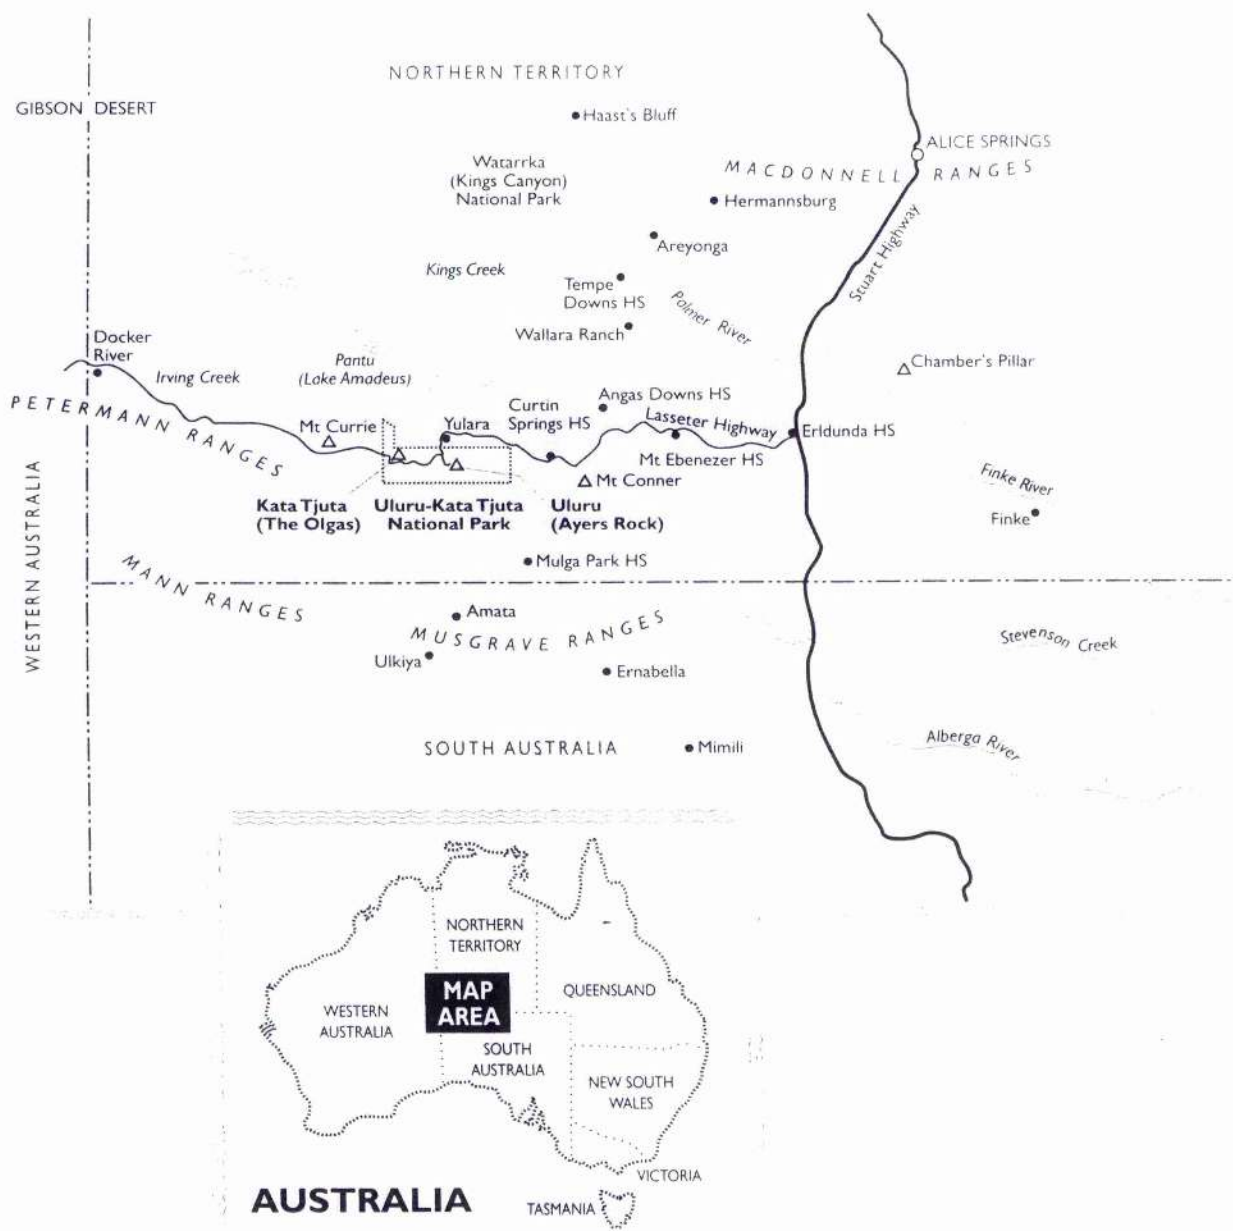 NORTHERN TERRITORY
GIBSON DESERT
Haast's Bluff
ALICE SPRINGS
MACDONNELL RANGES
Watarrka
(Kings Canyon)
National Park
Hermannsburg
Stuart Highway
Areyonga
Kings Creek
Tempe
Downs HS
Palmer River
Wallara Ranch
Docker
River
Irving Creek
Pantu
(Lake Amadeus)
Chamber's Pillar
PETERMANN RANGES
Mt Currie
Yulara
Curtin
Springs HS
Angas Downs HS
Lasseter Highway
Erldunda HS
Mt Ebenezer HS
Mt Conner
Finke River
Finke
Kata Tjuta
(The Olgas)
Uluru-Kata Tjuta
National Park
Uluru
(Ayers Rock)
WESTERN AUSTRALIA
Mulga Park HS
MANN RANGES
Amata
MUSGRAVE RANGES
Ulkiya
Ernabella
Stevenson Creek
SOUTH AUSTRALIA
Mimili
Alberga River
NORTHERN
TERRITORY
MAP
AREA
QUEENSLAND
WESTERN
AUSTRALIA
SOUTH
AUSTRALIA
NEW SOUTH
WALES
VICTORIA
AUSTRALIA
TASMANIA